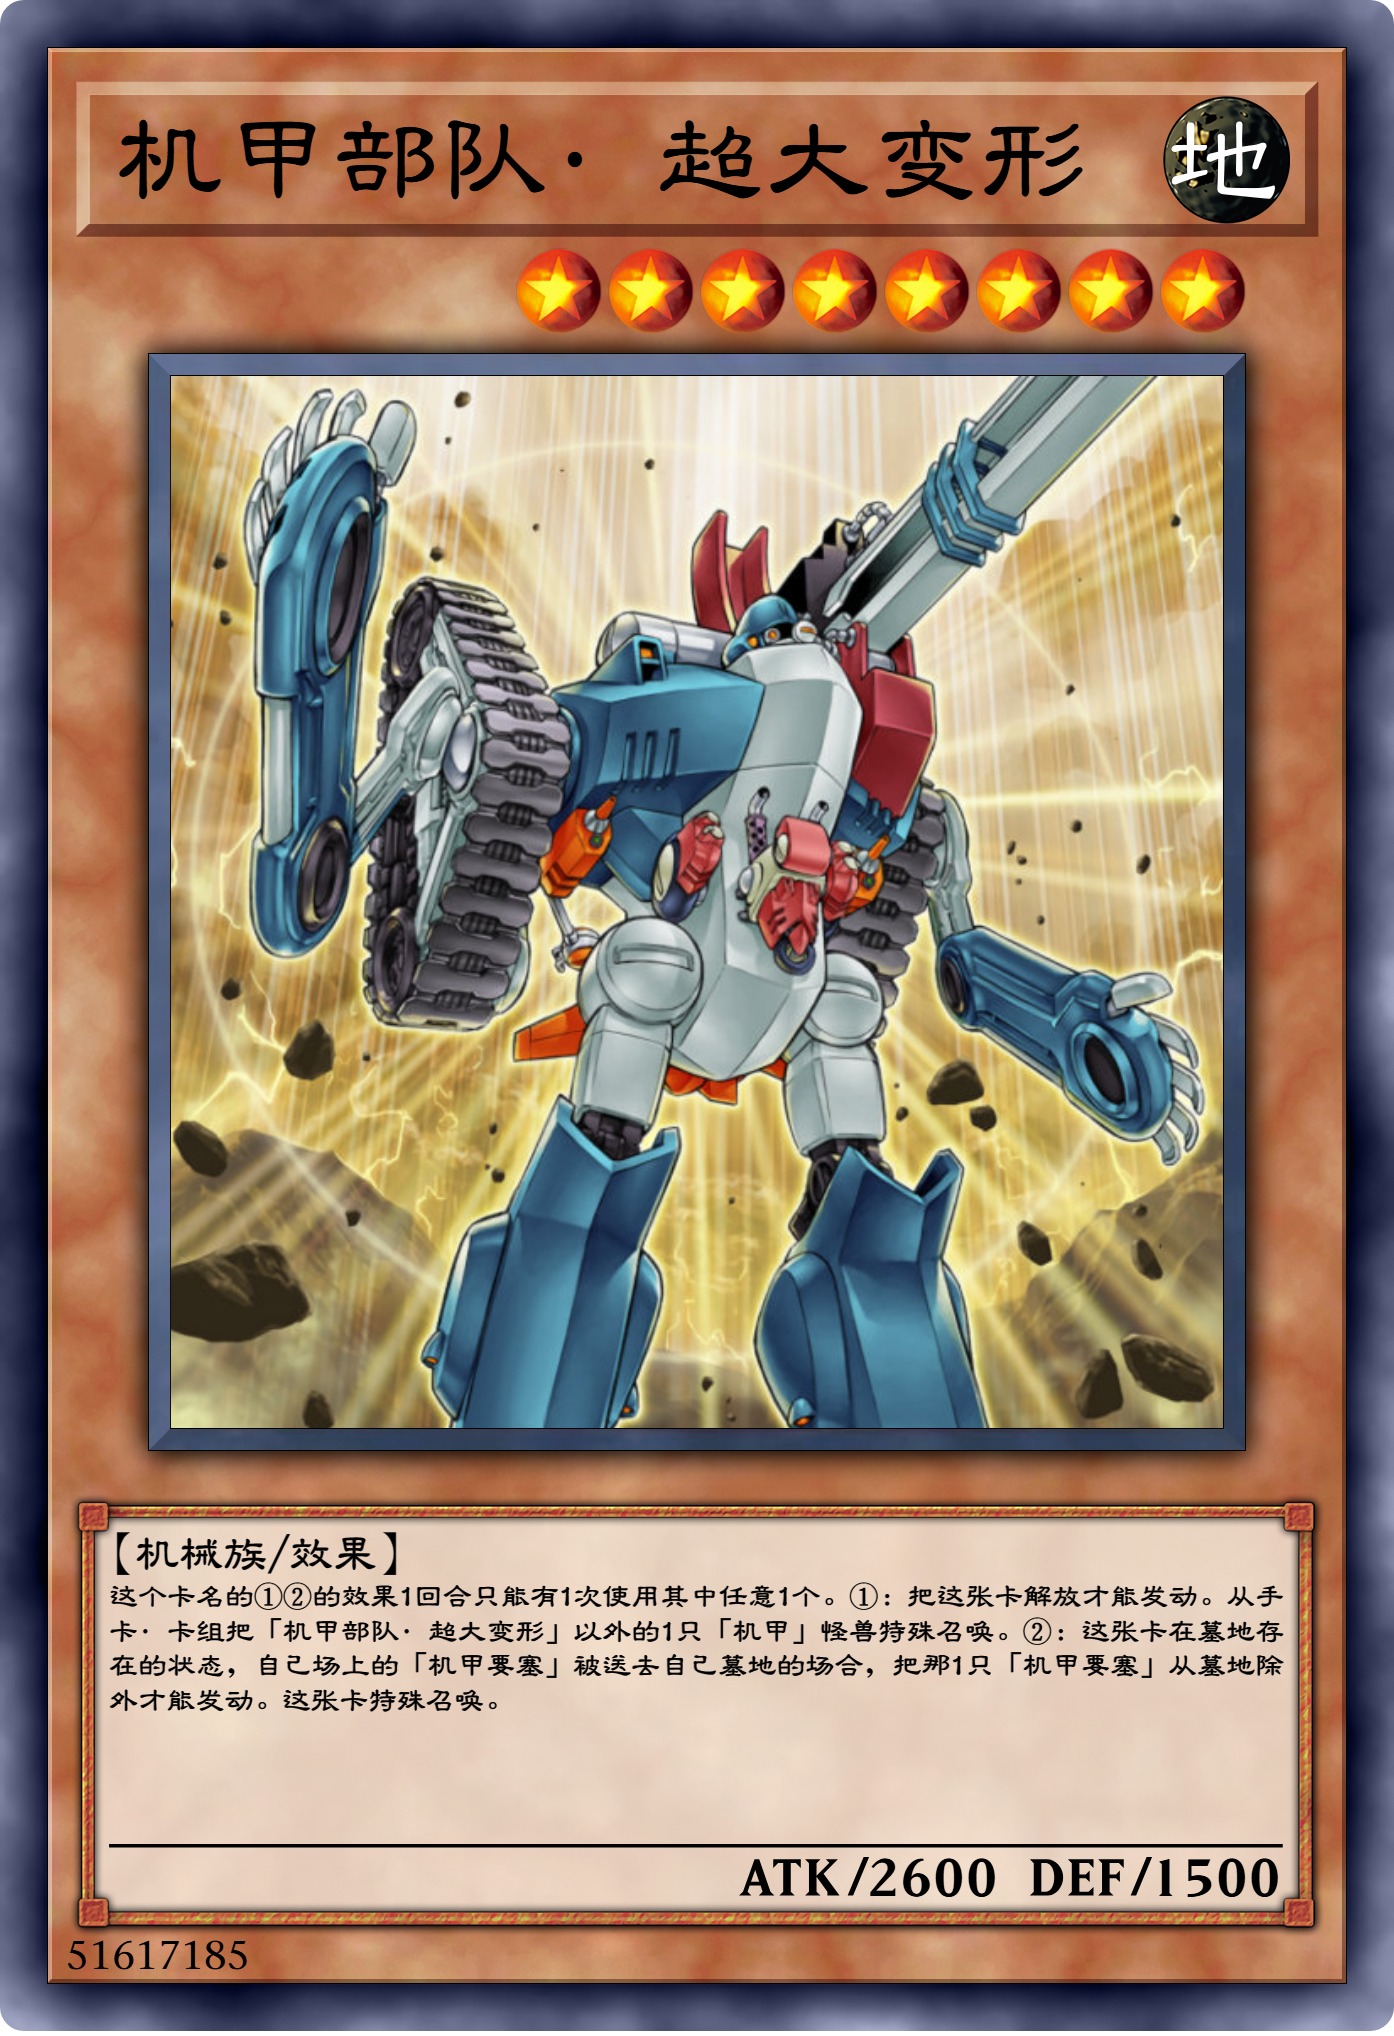 机甲部队·超大变形
地
【机械族/效果】
这个卡名的①②的效果1回合只能有1次使用其中任意1个。①：把这张卡解放才能发动。从手
卡·卡组把「机甲部队·超大变形」以外的1只「机甲」怪兽特殊召唤。②：这张卡在墓地存
在的状态，自己场上的「机甲要塞」被送去自己墓地的场合，把那1只「机甲要塞」从墓地除
外才能发动。这张卡特殊召唤。
ATK/2600 DEF/1500
51617185